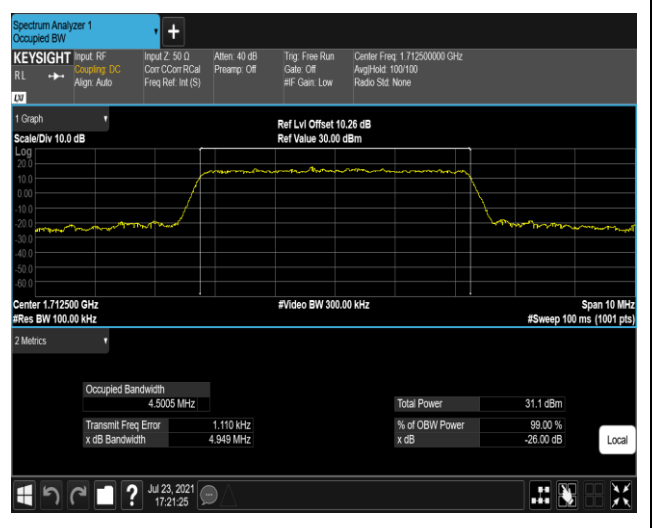 Spectrum Analyzer 1
Occupied BW
+
KEYSIGHT Input: RF Input Z: 50 Ω Atten: 40 dB Trig: Free Run Center Freq: 1.712500000 GHz
RL Coupling: DC Corr CCorr RCal Preamp: Off Gate: Off Avg|Hold: 100/100
Align: Auto Freq Ref: Int (S) #IF Gain: Low Radio Std: None
LXI
1 Graph Ref Lvl Offset 10.26 dB
Scale/Div 10.0 dB Ref Value 30.00 dBm
Log
20.0
10.0
0.00
-10.0
-20.0
-30.0
-40.0
-50.0
-60.0
Center 1.712500 GHz #Video BW 300.00 kHz Span 10 MHz
#Res BW 100.00 kHz #Sweep 100 ms (1001 pts)
2 Metrics
Occupied Bandwidth
4.5005 MHz Total Power 31.1 dBm
Transmit Freq Error 1.110 kHz % of OBW Power 99.00 %
x dB Bandwidth 4.949 MHz x dB -26.00 dB
Local
? Jul 23, 2021
17:21:25